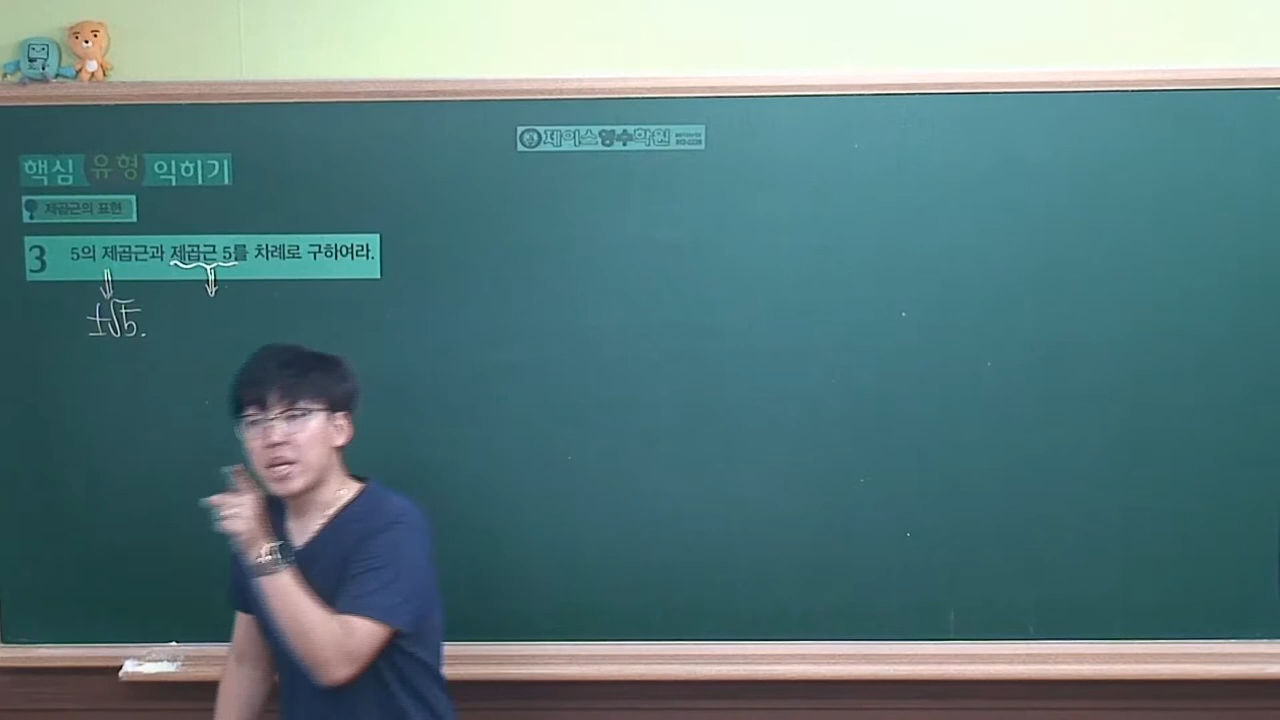 제이스영수학원
핵심 유형 익히기
제곱근의 표현
3 5의 제곱근과 제곱근 5를 차례로 구하여라.
±√5.